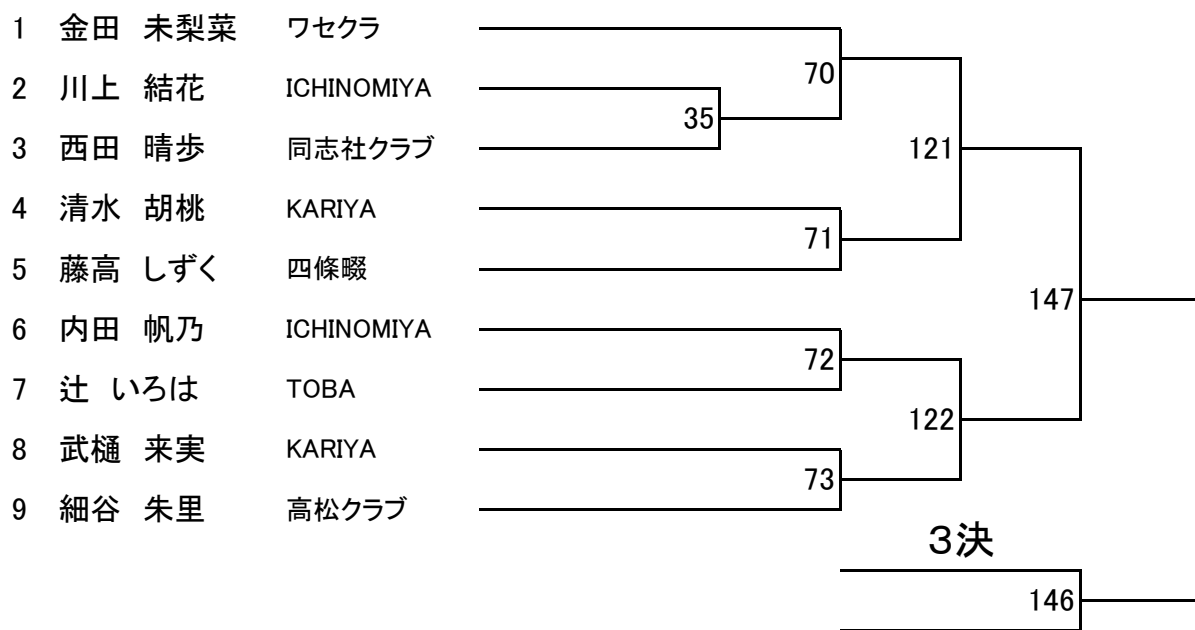 1 金田 未梨菜 ワセクラ
70
2 川上 結花 ICHINOMIYA
35
3 西田 晴歩 同志社クラブ
121
4 清水 胡桃 KARIYA
71
5 藤高 しずく 四條畷
147
6 内田 帆乃 ICHINOMIYA
72
7 辻 いろは TOBA
122
8 武樋 来実 KARIYA
73
9 細谷 朱里 高松クラブ
3決
146